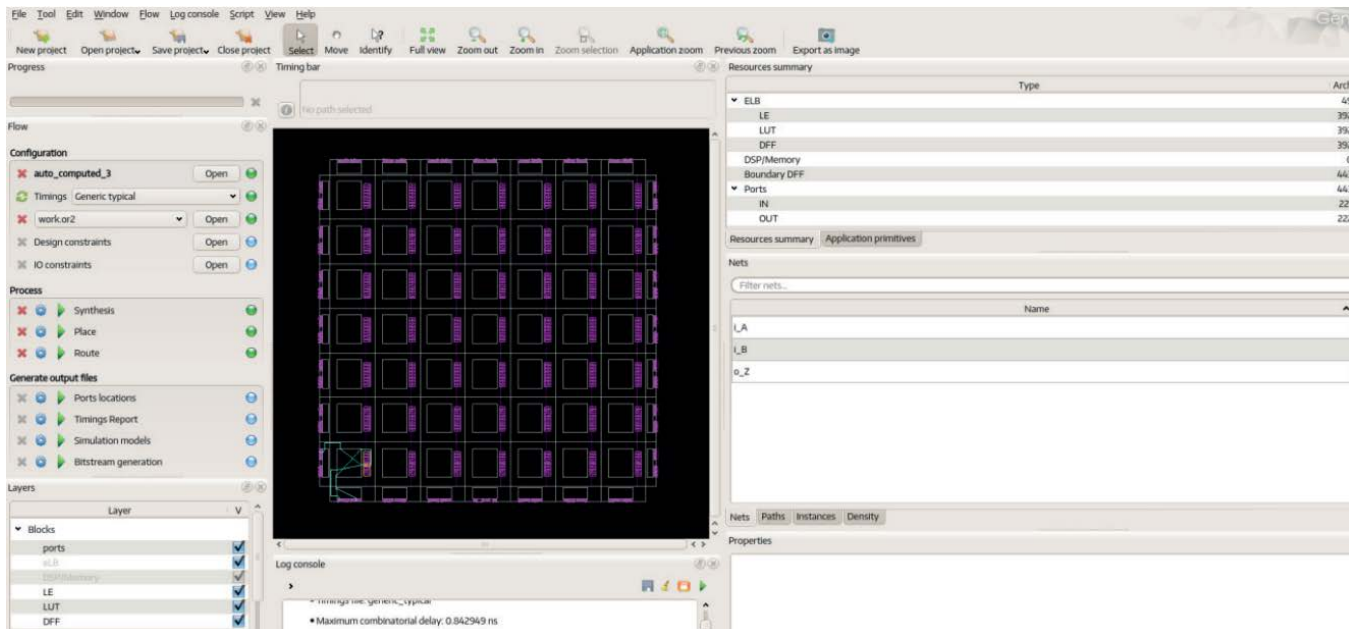 File Tool Edit Window Flow Log console Script View Help
New project Open project Save project Close project Select Move Identify Full view Zoom out Zoom in Zoom selection Application zoom Previous zoom Export as image
Progress
Timing bar
Resources summary
No path selected
Type
ELB
LE
LUT
DFF
DSP/Memory
Boundary DFF
Ports
IN
OUT
Resources summary Application primitives
Flow
Configuration
auto_computed_3 Open
Timings Generic typical
work.or2 Open
Design constraints Open
IO constraints Open
Process
Synthesis
Place
Route
Generate output files
Ports locations
Timings Report
Simulation models
Bitstream generation
Layers
Layer V
Blocks
ports
eLB
DSP/Memory
LE
LUT
DFF
Log console
>
• Timings file: generic_typical
• Maximum combinatorial delay: 0.842949 ns
Nets
Filter nets...
Name
i_A
i_B
o_Z
Nets Paths Instances Density
Properties